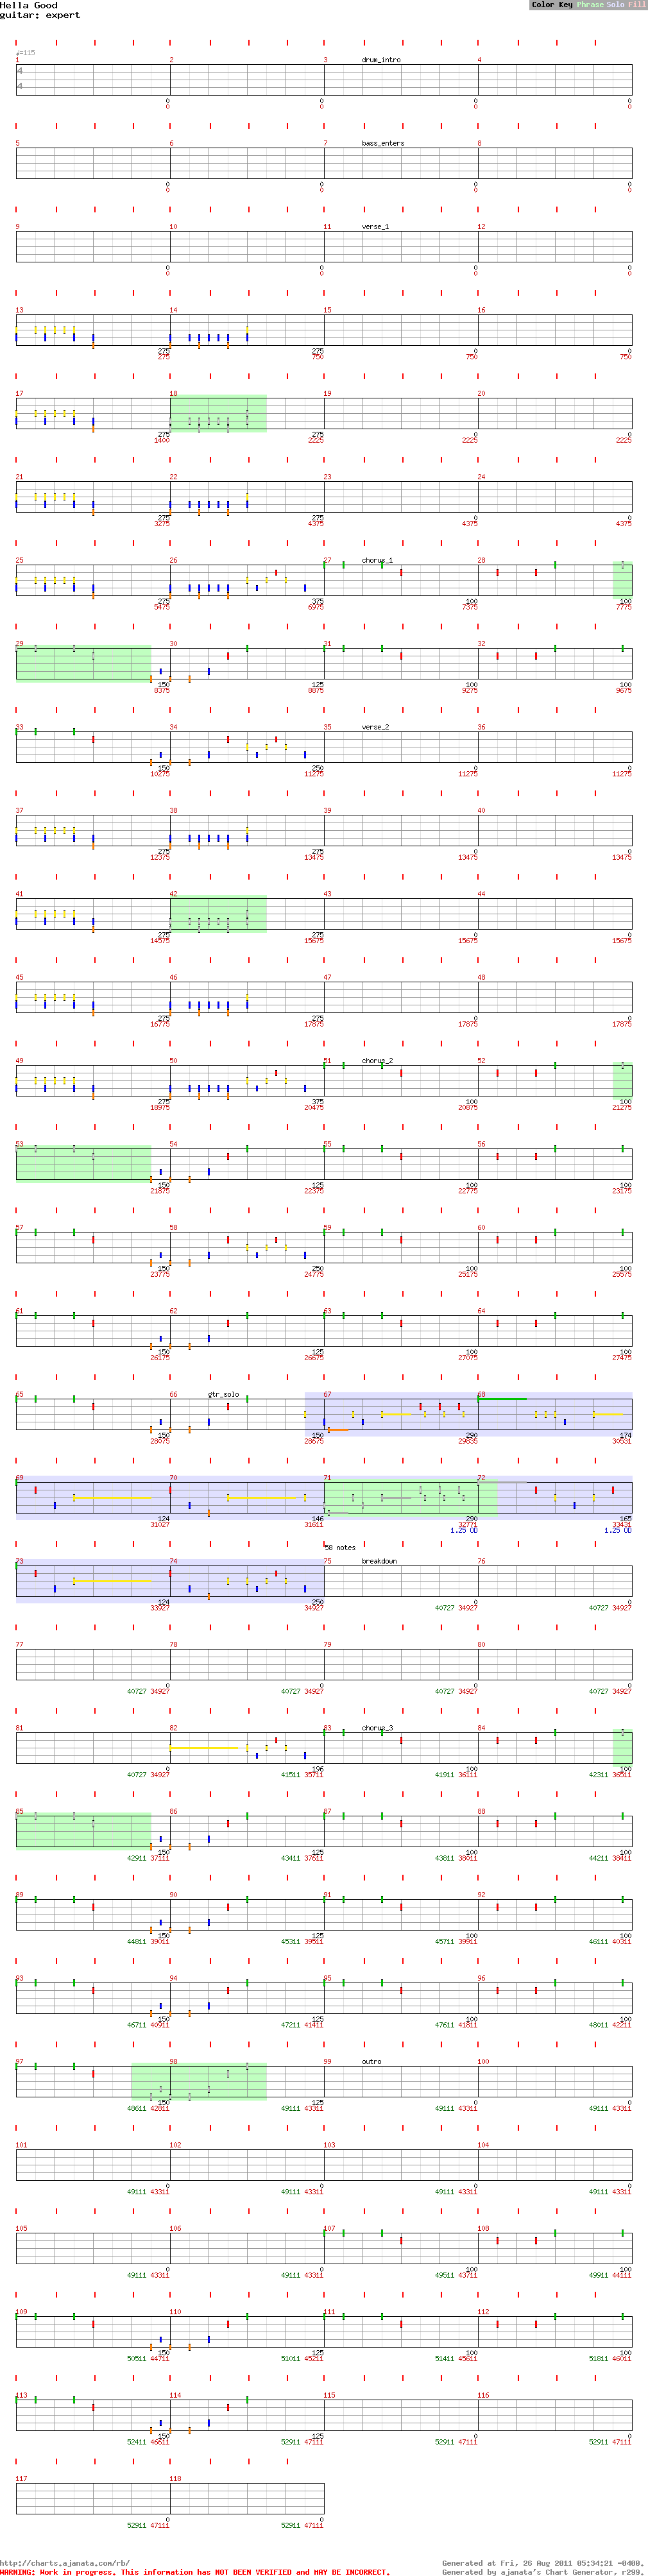 Hella Good
Color Key Phrase Solo Fill
guitar: expert
♩=115
1 2 3 drum_intro 4
4
4
0 0 0 0
0 0 0 0
5 6 7 bass_enters 8
0 0 0 0
0 0 0 0
9 10 11 verse_1 12
0 0 0 0
0 0 0 0
13 14 15 16
275 275 0 0
275 750 750 750
17 18 19 20
275 275 0 0
1400 2225 2225 2225
21 22 23 24
275 275 0 0
3275 4375 4375 4375
25 26 27 chorus_1 28
275 375 100 100
5475 6975 7375 7775
29 30 31 32
150 125 100 100
8375 8875 9275 9675
33 34 35 verse_2 36
150 250 0 0
10275 11275 11275 11275
37 38 39 40
275 275 0 0
12375 13475 13475 13475
41 42 43 44
275 275 0 0
14575 15675 15675 15675
45 46 47 48
275 275 0 0
16775 17875 17875 17875
49 50 51 chorus_2 52
275 375 100 100
18975 20475 20875 21275
53 54 55 56
150 125 100 100
21875 22375 22775 23175
57 58 59 60
150 250 100 100
23775 24775 25175 25575
61 62 63 64
150 125 100 100
26175 26675 27075 27475
65 66 gtr_solo 67 68
150 150 290 174
28075 28675 29835 30531
69 70 71 72
124 146 290 165
31027 31611 32771 33431
1.25 OD 1.25 OD
58 notes
73 74 75 breakdown 76
124 250 0 0
33927 34927 40727 34927 40727 34927
77 78 79 80
0 0 0 0
40727 34927 40727 34927 40727 34927 40727 34927
81 82 83 chorus_3 84
0 196 100 100
40727 34927 41511 35711 41911 36111 42311 36511
85 86 87 88
150 125 100 100
42911 37111 43411 37611 43811 38011 44211 38411
89 90 91 92
150 125 100 100
44811 39011 45311 39511 45711 39911 46111 40311
93 94 95 96
150 125 100 100
46711 40911 47211 41411 47611 41811 48011 42211
97 98 99 outro 100
150 125 0 0
48611 42811 49111 43311 49111 43311 49111 43311
101 102 103 104
0 0 0 0
49111 43311 49111 43311 49111 43311 49111 43311
105 106 107 108
0 0 100 100
49111 43311 49111 43311 49511 43711 49911 44111
109 110 111 112
150 125 100 100
50511 44711 51011 45211 51411 45611 51811 46011
113 114 115 116
150 125 0 0
52411 46611 52911 47111 52911 47111 52911 47111
117 118
0 0
52911 47111 52911 47111
http://charts.ajanata.com/rb/ Generated at Fri, 26 Aug 2011 05:34:21 -0400.
WARNING: Work in progress. This information has NOT BEEN VERIFIED and MAY BE INCORRECT. Generated by ajanata's Chart Generator, r299.